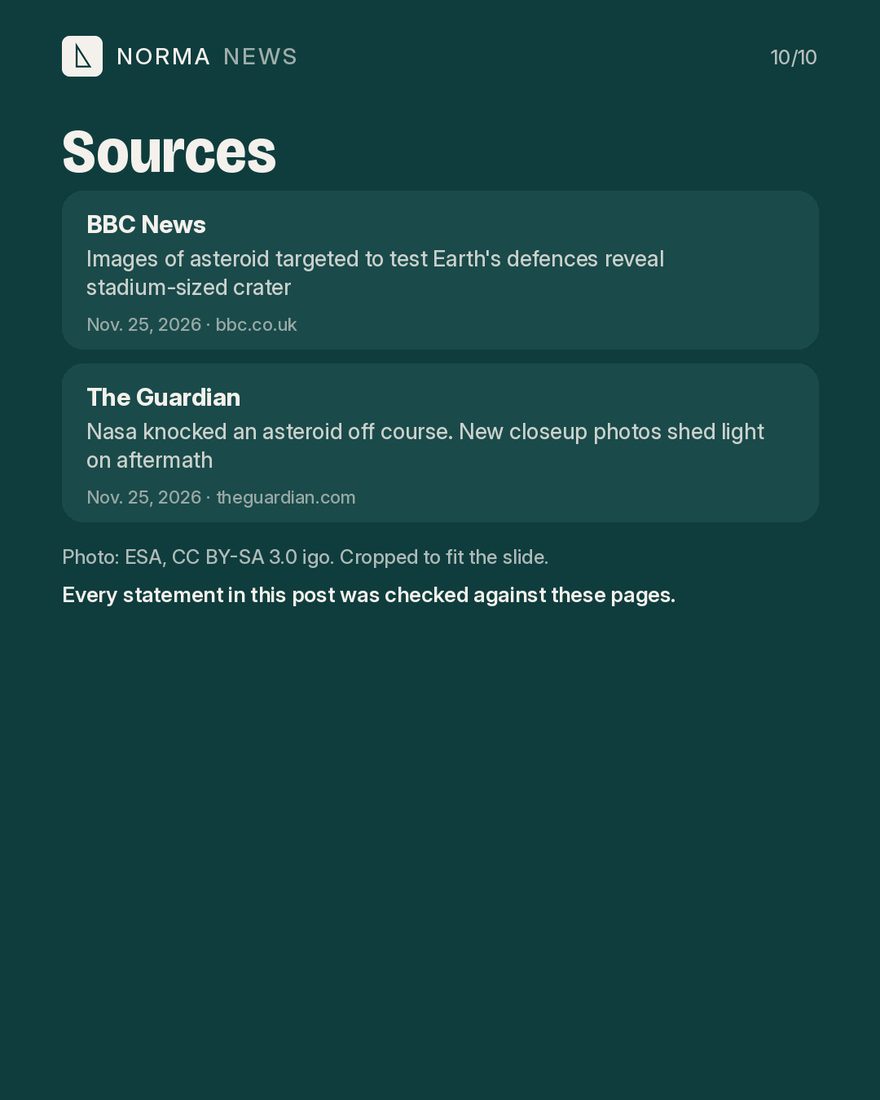 NORMA NEWS
10/10
Sources
BBC News
Images of asteroid targeted to test Earth's defences reveal
stadium-sized crater
Nov. 25, 2026 · bbc.co.uk
The Guardian
Nasa knocked an asteroid off course. New closeup photos shed light
on aftermath
Nov. 25, 2026 · theguardian.com
Photo: ESA, CC BY-SA 3.0 igo. Cropped to fit the slide.
Every statement in this post was checked against these pages.